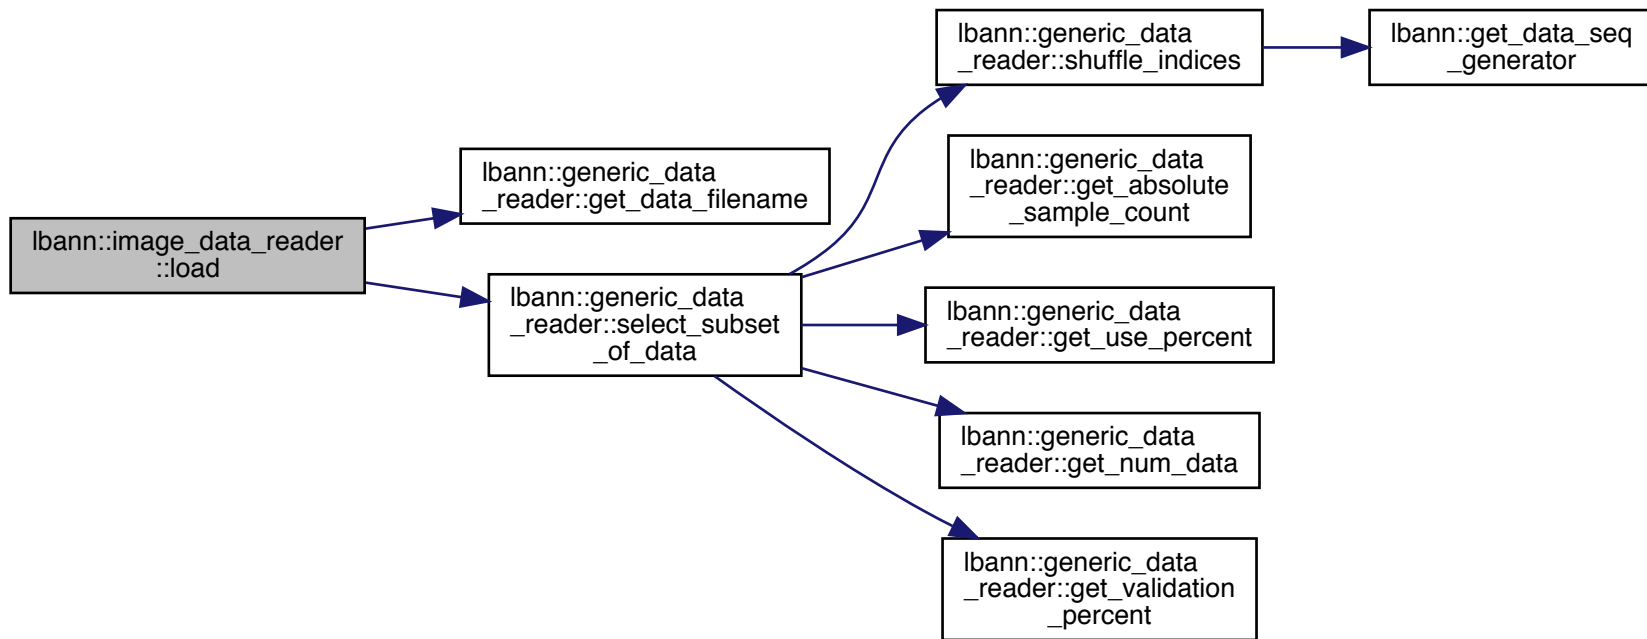 lbann::image_data_reader
::load
lbann::generic_data
_reader::get_data_filename
lbann::generic_data
_reader::select_subset
_of_data
lbann::generic_data
_reader::shuffle_indices
lbann::get_data_seq
_generator
lbann::generic_data
_reader::get_absolute
_sample_count
lbann::generic_data
_reader::get_use_percent
lbann::generic_data
_reader::get_num_data
lbann::generic_data
_reader::get_validation
_percent